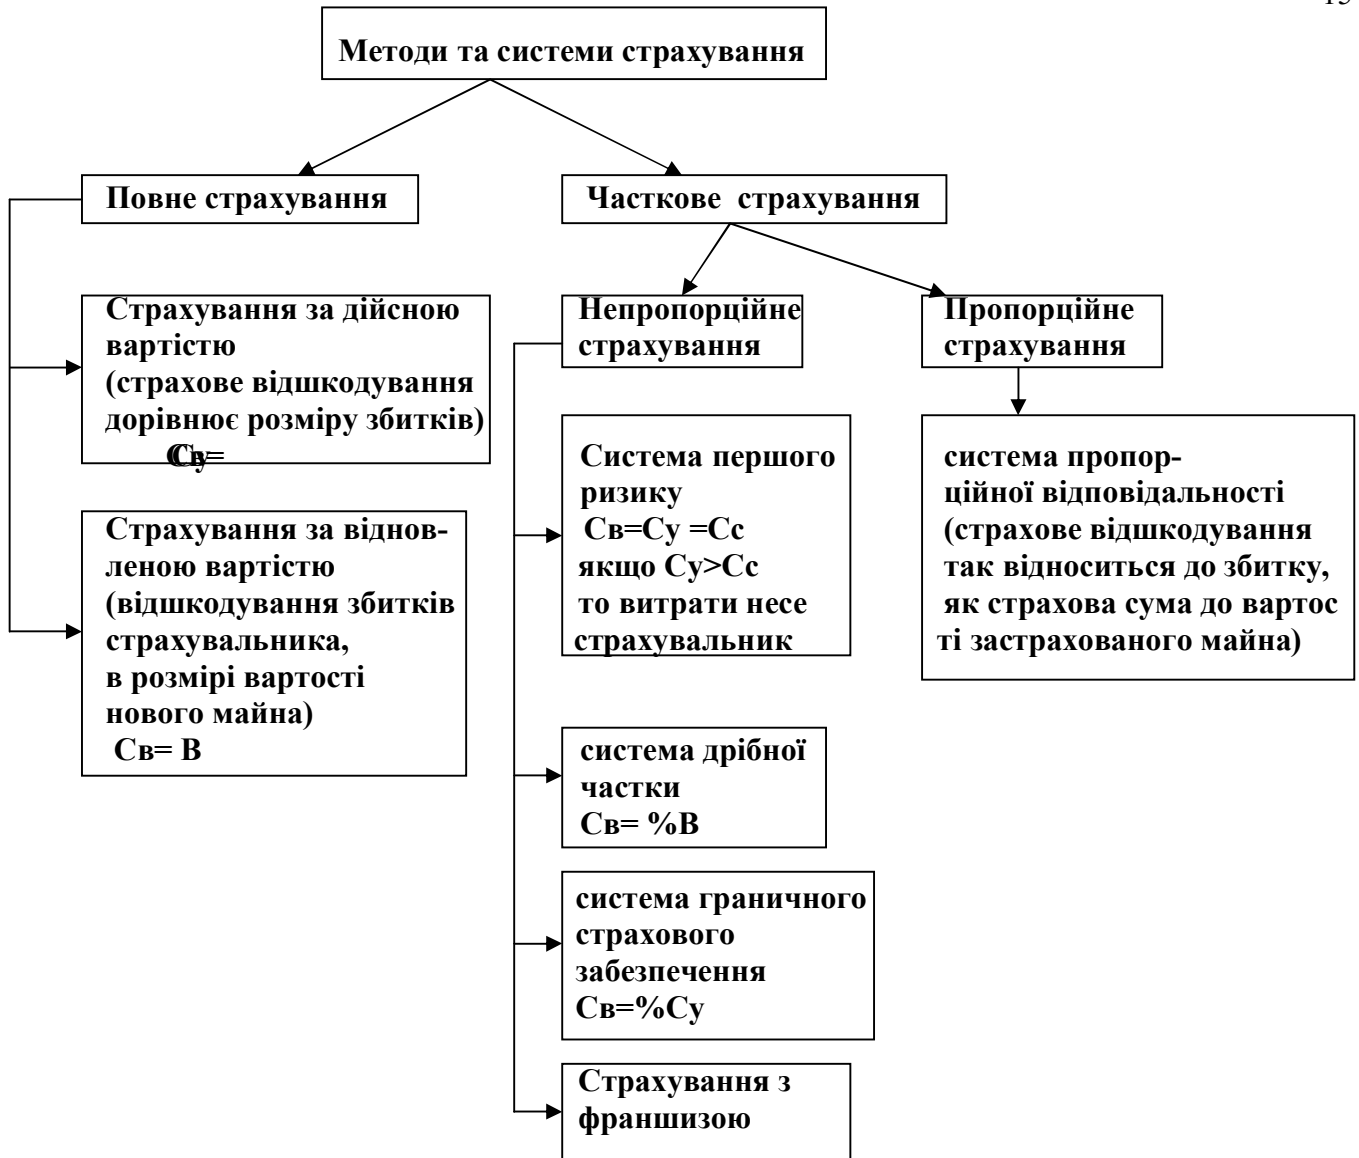 Методи та системи страхування
Повне страхування
Часткове страхування
Страхування за дійсною
вартістю
(страхове відшкодування
дорівнює розміру збитків)
Св=
Страхування за віднов-
леною вартістю
(відшкодування збитків
страхувальника,
в розмірі вартості
нового майна)
Св= В
Непропорційне
страхування
Пропорційне
страхування
Система першого
ризику
Св=Су =Сс
якщо Су>Сс
то витрати несе
страхувальник
система дрібної
частки
Св= %В
система граничного
страхового
забезпечення
Св=%Су
Страхування з
франшизою
система пропор-
ційної відповідальності
(страхове відшкодування
так відноситься до збитку,
як страхова сума до вартос
ті застрахованого майна)